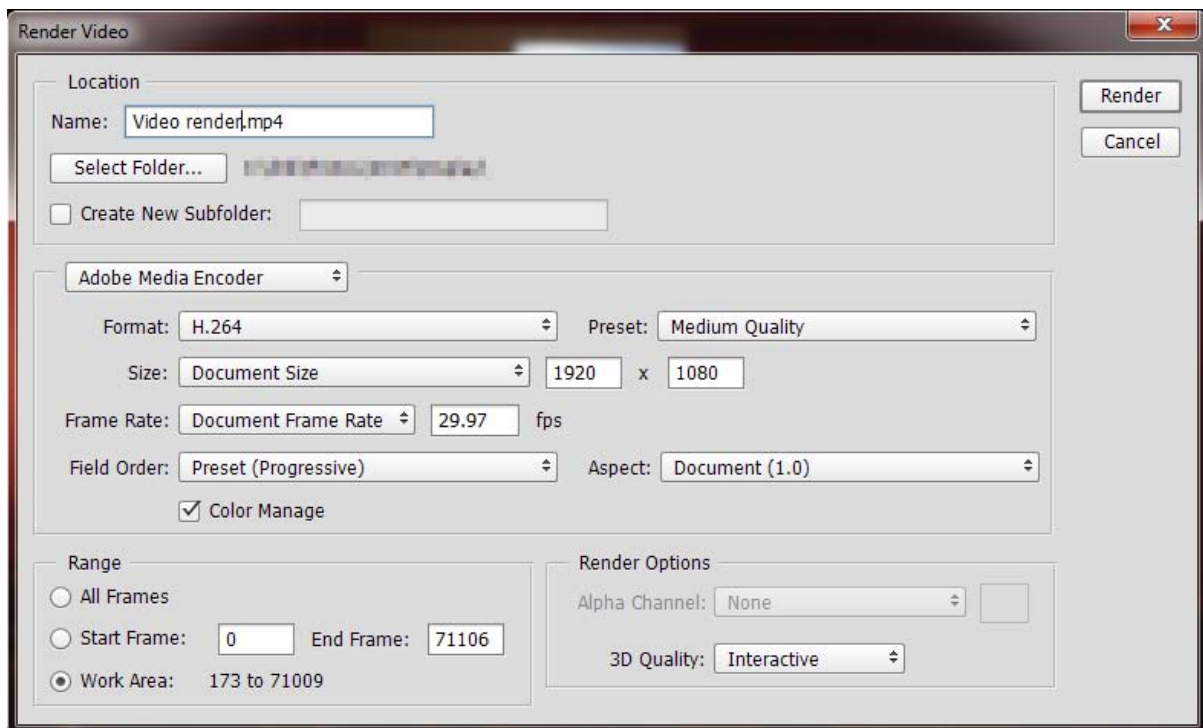 Render Video
Location
Render
Name: Video render.mp4
Cancel
Select Folder...
Create New Subfolder:
Adobe Media Encoder
Format: H.264 Preset: Medium Quality
Size: Document Size 1920 x 1080
Frame Rate: Document Frame Rate 29.97 fps
Field Order: Preset (Progressive) Aspect: Document (1.0)
Color Manage
Range Render Options
All Frames Alpha Channel: None
Start Frame: 0 End Frame: 71106
3D Quality: Interactive
Work Area: 173 to 71009